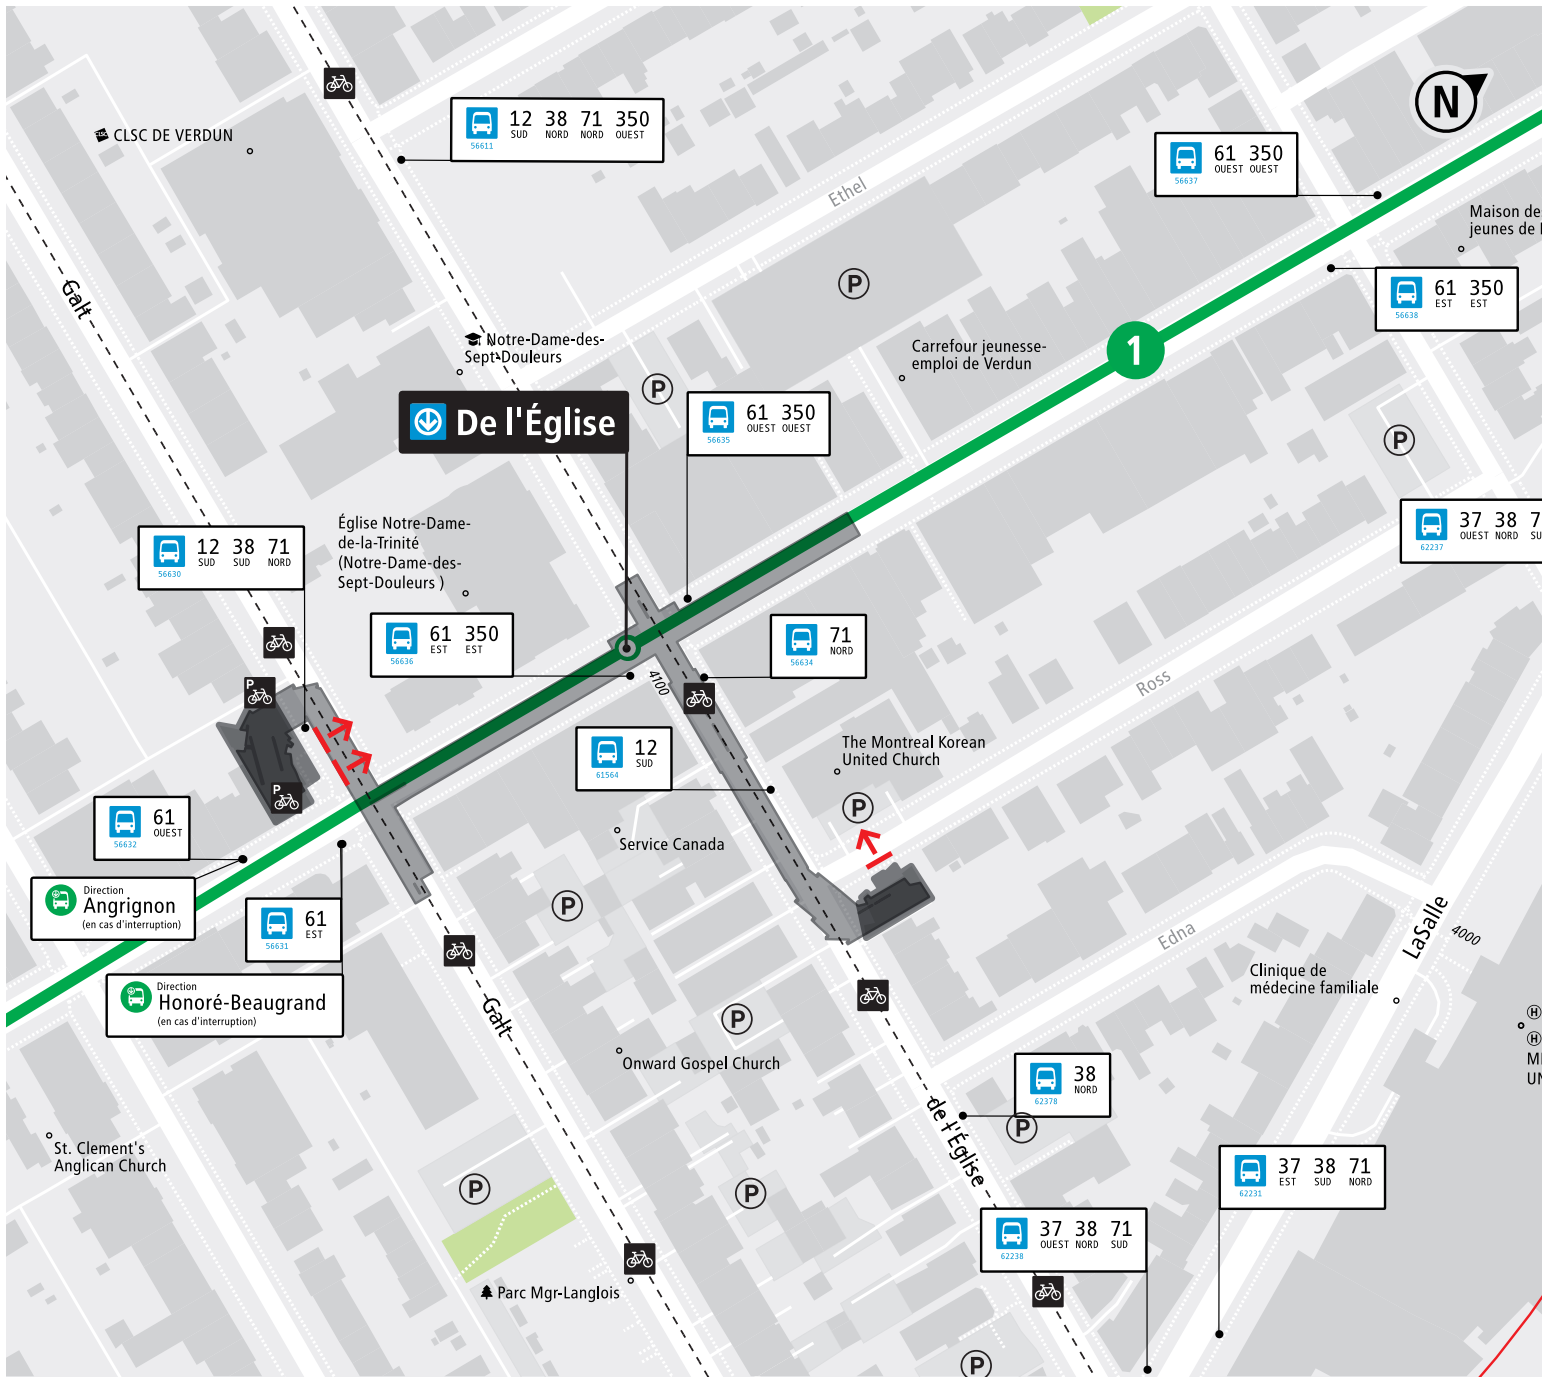 12 38 71 350
SUD NORD NORD OUEST
56611
N
CLSC DE VERDUN
61 350
OUEST OUEST
56637
Ethel
Maison de
jeunes de
Galt
61 350
EST EST
56638
Notre-Dame-des-
Sept-Douleurs
P
Carrefour jeunesse-
emploi de Verdun
1
P
De l'Église
61 350
OUEST OUEST
56635
P
Église Notre-Dame-
de-la-Trinité
(Notre-Dame-des-
Sept-Douleurs )
12 38 71
SUD SUD NORD
56630
37 38
OUEST NORD SU
62237
61 350
EST EST
56636
71
NORD
56634
4100
Ross
P
12
SUD
61564
The Montreal Korean
United Church
P
P
61
OUEST
56632
Service Canada
Direction
Angrignon
(en cas d'interruption)
61
EST
56631
P
LaSalle
4000
Edna
Direction
Honoré-Beaugrand
(en cas d'interruption)
Clinique de
médecine familiale
Galt
P
H
H
UN
Onward Gospel Church
38
NORD
62378
P
de l'Église
St. Clement's
Anglican Church
P
P
37 38 71
EST SUD NORD
62231
37 38 71
OUEST NORD SUD
62238
Parc Mgr-Langlois
P